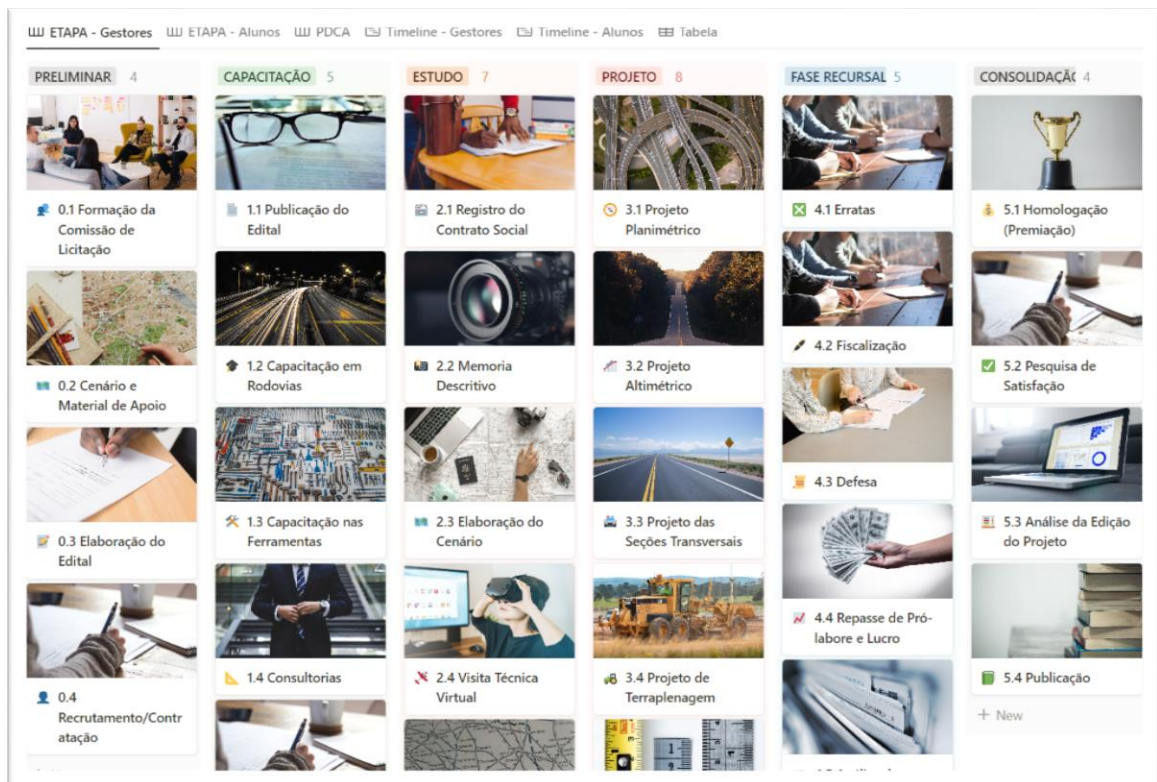 ETAPA - Gestores
ETAPA - Alunos
PDCA
Timeline - Gestores
Timeline - Alunos
Tabela
PRELIMINAR 4
0.1 Formação da
Comissão de
Licitação
0.2 Cenário e
Material de Apoio
0.3 Elaboração do
Edital
0.4
Recrutamento/Contr
atação
CAPACITAÇÃO 5
1.1 Publicação do
Edital
1.2 Capacitação em
Rodovias
1.3 Capacitação nas
Ferramentas
1.4 Consultorias
ESTUDO 7
2.1 Registro do
Contrato Social
2.2 Memoria
Descritivo
2.3 Elaboração do
Cenário
2.4 Visita Técnica
Virtual
PROJETO 8
3.1 Projeto
Planimétrico
3.2 Projeto
Altimétrico
3.3 Projeto das
Seções Transversais
3.4 Projeto de
Terraplenagem
FASE RECURSAL 5
4.1 Erratas
4.2 Fiscalização
4.3 Defesa
4.4 Repasse de Pró-
labore e Lucro
CONSOLIDAÇÃ 4
5.1 Homologação
(Premiação)
5.2 Pesquisa de
Satisfação
5.3 Análise da Edição
do Projeto
5.4 Publicação
+ New